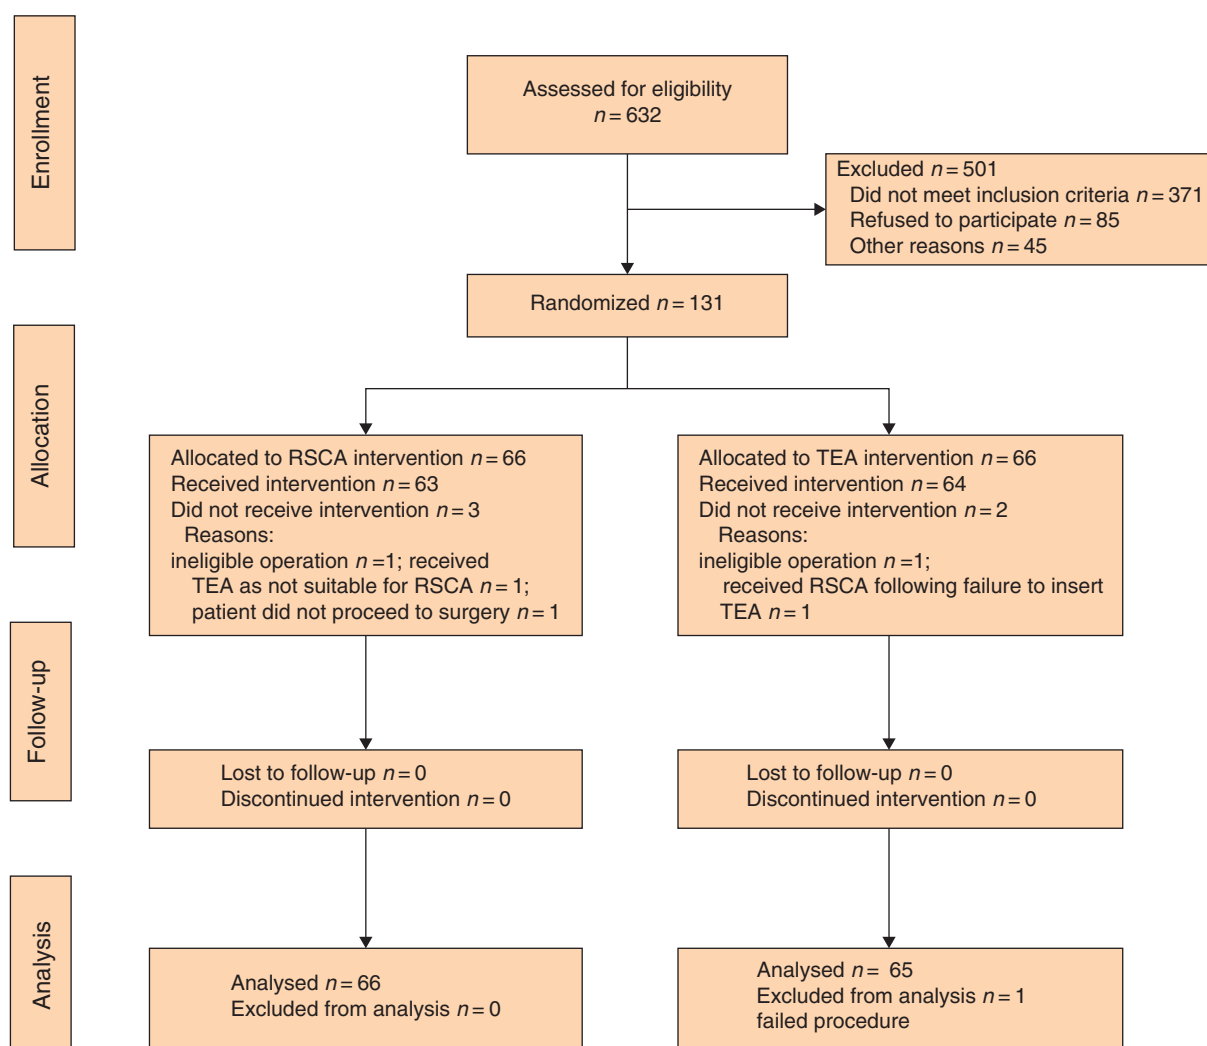 Enrollment
Assessed for eligibility
n = 632
Excluded n = 501
Did not meet inclusion criteria n = 371
Refused to participate n = 85
Other reasons n = 45
Randomized n = 131
Allocation
Allocated to RSCA intervention n = 66
Received intervention n = 63
Did not receive intervention n = 3
Reasons:
ineligible operation n =1; received
TEA as not suitable for RSCA n = 1;
patient did not proceed to surgery n = 1
Allocated to TEA intervention n = 66
Received intervention n = 64
Did not receive intervention n = 2
Reasons:
ineligible operation n =1;
received RSCA following failure to insert
TEA n = 1
Follow-up
Lost to follow-up n = 0
Discontinued intervention n = 0
Lost to follow-up n = 0
Discontinued intervention n = 0
Analysis
Analysed n = 66
Excluded from analysis n = 0
Analysed n = 65
Excluded from analysis n = 1
failed procedure